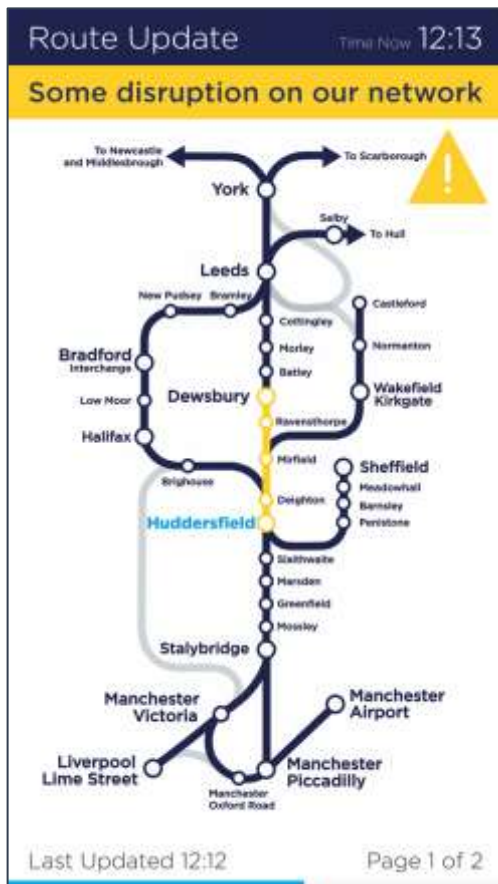 Route Update
Time Now 12:13
Some disruption on our network
To Newcastle
and Middlesbrough
To Scarborough
York
Selby
To Hull
Leeds
New Pudsey
Bramley
Castleford
Cottingley
Bradford
Interchange
Morley
Normanton
Batley
Dewsbury
Wakefield
Kirkgate
Low Moor
Ravensthorpe
Halifax
Mirfield
Brighouse
Sheffield
Meadowhall
Deighton
Barnsley
Huddersfield
Penistone
Slaithwaite
Marsden
Greenfield
Mossley
Stalybridge
Manchester
Victoria
Manchester
Airport
Liverpool
Lime Street
Manchester
Piccadilly
Manchester
Oxford Road
Last Updated 12:12
Page 1 of 2